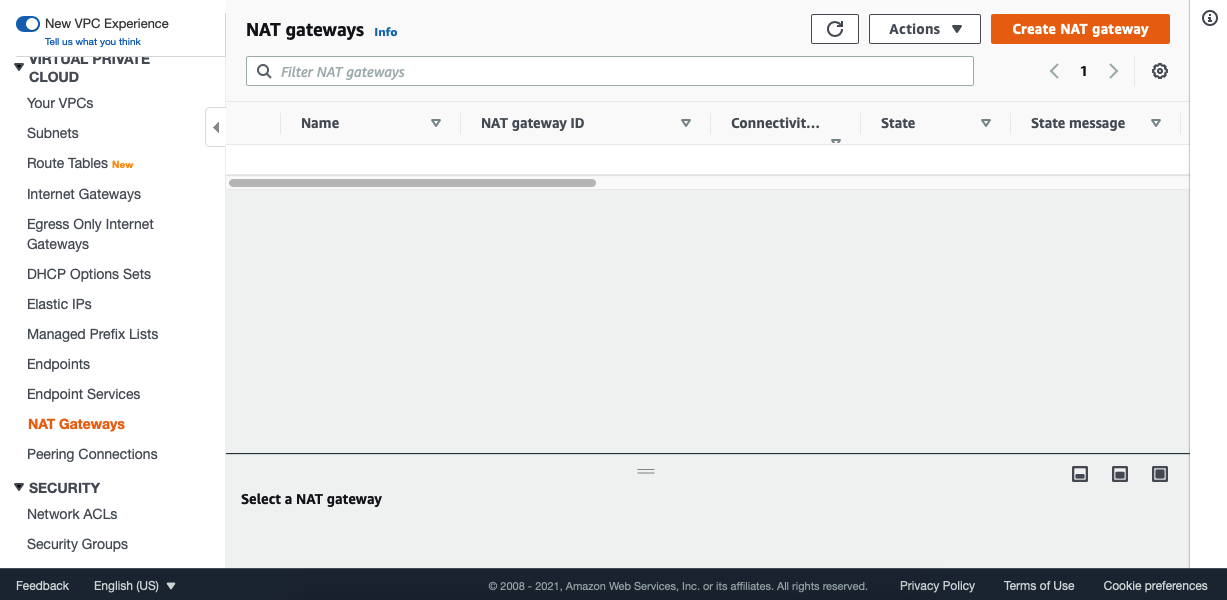 New VPC Experience
Tell us what you think
VIRTUAL PRIVATE
CLOUD
Your VPCs
Subnets
Route Tables New
Internet Gateways
Egress Only Internet
Gateways
DHCP Options Sets
Elastic IPs
Managed Prefix Lists
Endpoints
Endpoint Services
NAT Gateways
Peering Connections
SECURITY
Network ACLs
Security Groups
NAT gateways Info
Actions
Create NAT gateway
Filter NAT gateways
1
Name NAT gateway ID Connectivit... State State message
Select a NAT gateway
Feedback English (US) © 2008 - 2021, Amazon Web Services, Inc. or its affiliates. All rights reserved. Privacy Policy Terms of Use Cookie preferences